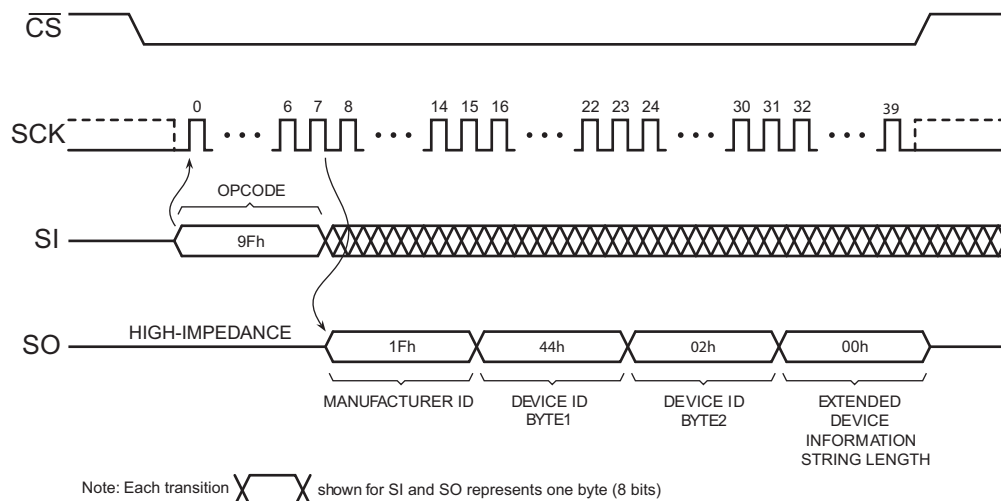 CS
0 6 7 8 14 15 16 22 23 24 30 31 32 39
SCK
OPCODE
SI 9Fh
HIGH-IMPEDANCE
SO 1Fh 44h 02h 00h
MANUFACTURER ID
DEVICE ID
BYTE1
DEVICE ID
BYTE2
EXTENDED
DEVICE
INFORMATION
STRING LENGTH
Note: Each transition shown for SI and SO represents one byte (8 bits)